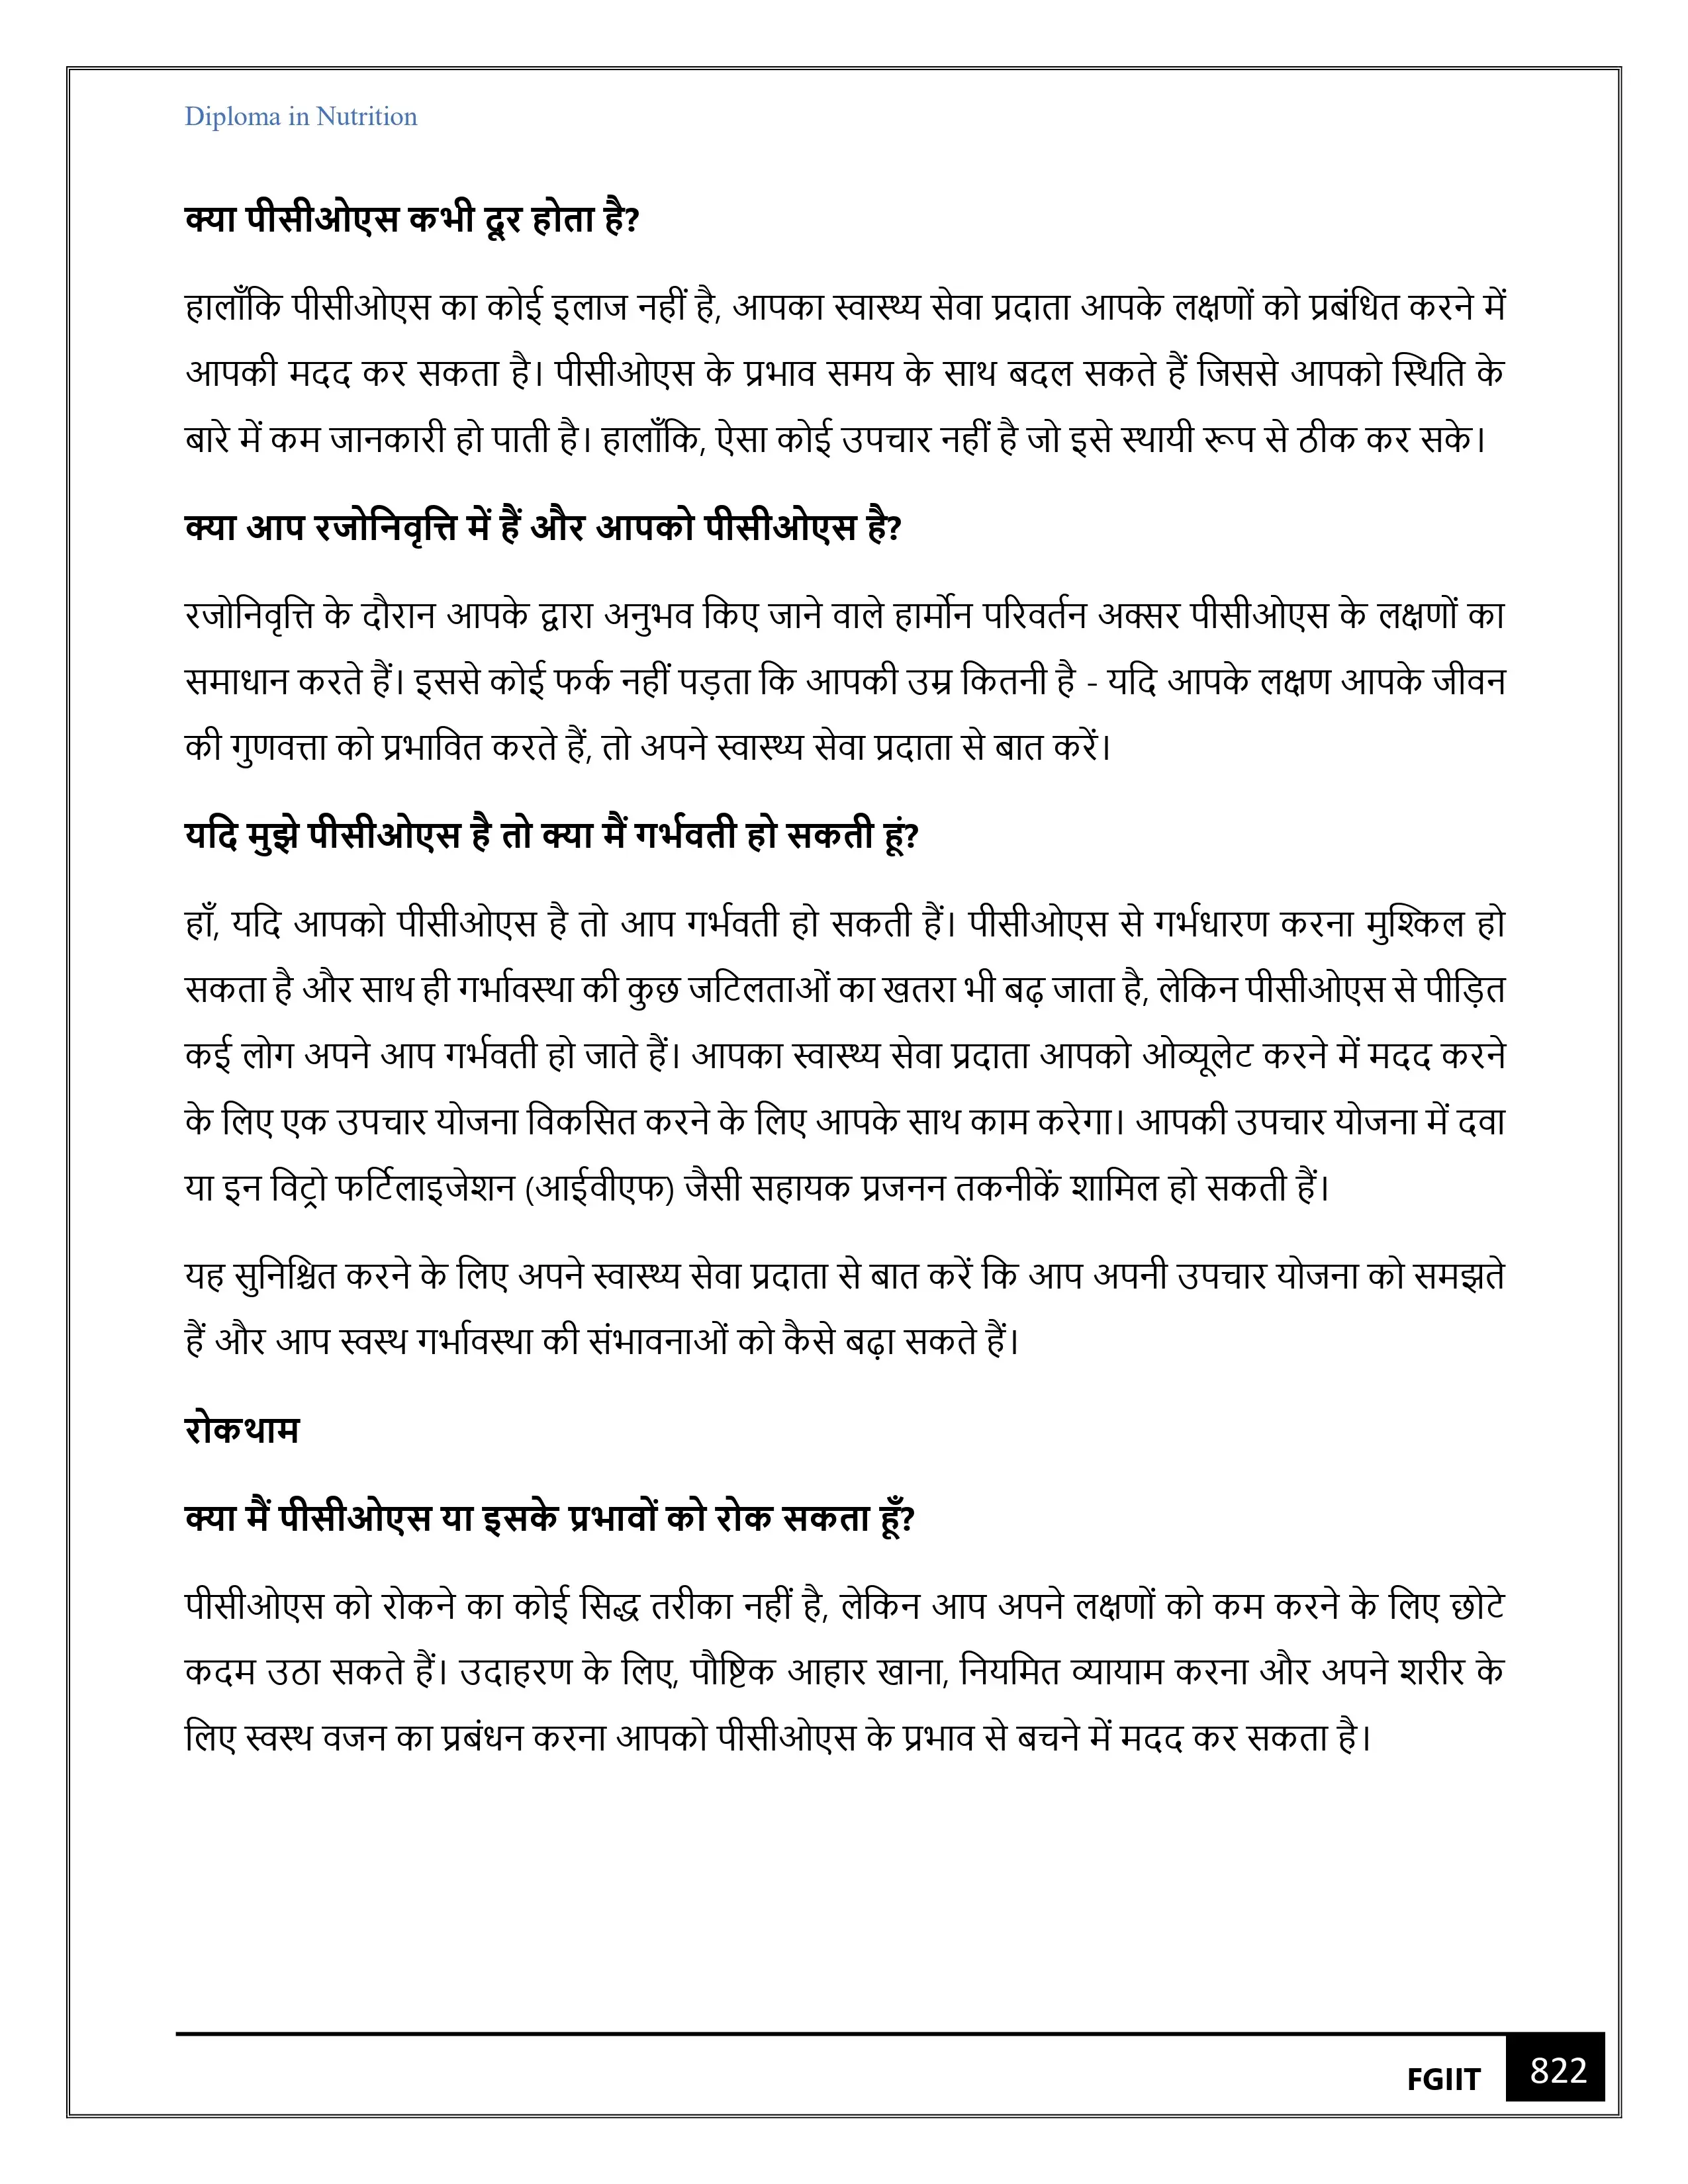 Diploma in Nutrition
क्या पीसीओएस कभी दूर होता है?
हालाँकि पीसीओएस का कोई इलाज नहीं है, आपका स्वास्थ्य सेवा प्रदाता आपके लक्षणों को प्रबंधित करने में
आपकी मदद कर सकता है। पीसीओएस के प्रभाव समय के साथ बदल सकते हैं जिससे आपको स्थिति के
बारे में कम जानकारी हो पाती है। हालाँकि, ऐसा कोई उपचार नहीं है जो इसे स्थायी रूप से ठीक कर सके।
क्या आप रजोनिवृत्ति में हैं और आपको पीसीओएस है?
रजोनिवृत्ति के दौरान आपके द्वारा अनुभव किए जाने वाले हार्मोन परिवर्तन अक्सर पीसीओएस के लक्षणों का
समाधान करते हैं। इससे कोई फर्क नहीं पड़ता कि आपकी उम्र कितनी है - यदि आपके लक्षण आपके जीवन
की गुणवत्ता को प्रभावित करते हैं, तो अपने स्वास्थ्य सेवा प्रदाता से बात करें।
यदि मुझे पीसीओएस है तो क्या मैं गर्भवती हो सकती हूं?
हाँ, यदि आपको पीसीओएस है तो आप गर्भवती हो सकती हैं। पीसीओएस से गर्भधारण करना मुश्किल हो
सकता है और साथ ही गर्भावस्था की कुछ जटिलताओं का खतरा भी बढ़ जाता है, लेकिन पीसीओएस से पीड़ित
कई लोग अपने आप गर्भवती हो जाते हैं। आपका स्वास्थ्य सेवा प्रदाता आपको ओव्यूलेट करने में मदद करने
के लिए एक उपचार योजना विकसित करने के लिए आपके साथ काम करेगा। आपकी उपचार योजना में दवा
या इन विट्रो फर्टिलाइजेशन (आईवीएफ) जैसी सहायक प्रजनन तकनीकें शामिल हो सकती हैं।
यह सुनिश्चित करने के लिए अपने स्वास्थ्य सेवा प्रदाता से बात करें कि आप अपनी उपचार योजना को समझते
हैं और आप स्वस्थ गर्भावस्था की संभावनाओं को कैसे बढ़ा सकते हैं।
रोकथाम
क्या मैं पीसीओएस या इसके प्रभावों को रोक सकता हूँ?
पीसीओएस को रोकने का कोई सिद्ध तरीका नहीं है, लेकिन आप अपने लक्षणों को कम करने के लिए छोटे
कदम उठा सकते हैं। उदाहरण के लिए, पौष्टिक आहार खाना, नियमित व्यायाम करना और अपने शरीर के
लिए स्वस्थ वजन का प्रबंधन करना आपको पीसीओएस के प्रभाव से बचने में मदद कर सकता है।
FGIIT 822